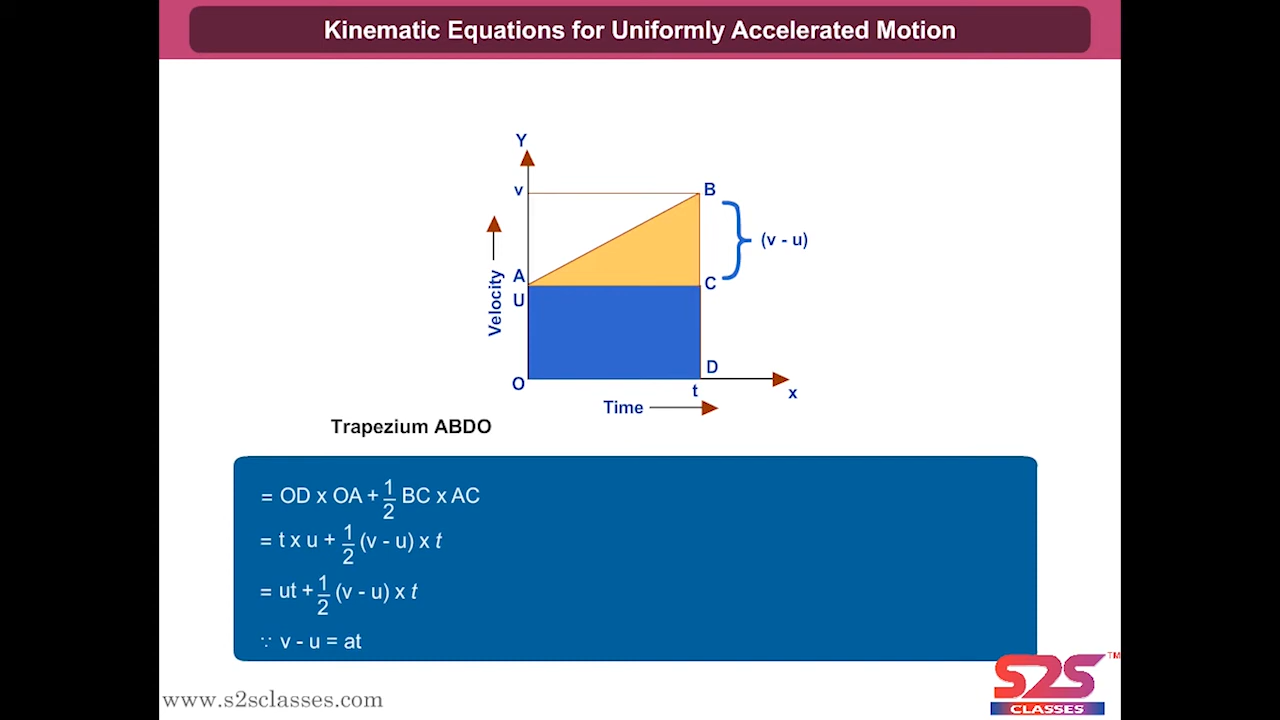 Kinematic Equations for Uniformly Accelerated Motion
Y
v
B
(v - u)
A
C
U
Velocity
D
O
t
x
Time
Trapezium ABDO
= OD x OA + 1/2 BC x AC
= t x u + 1/2 (v - u) x t
= ut + 1/2 (v - u) x t
∵ v - u = at
S2S TM
CLASSES
www.s2sclasses.com